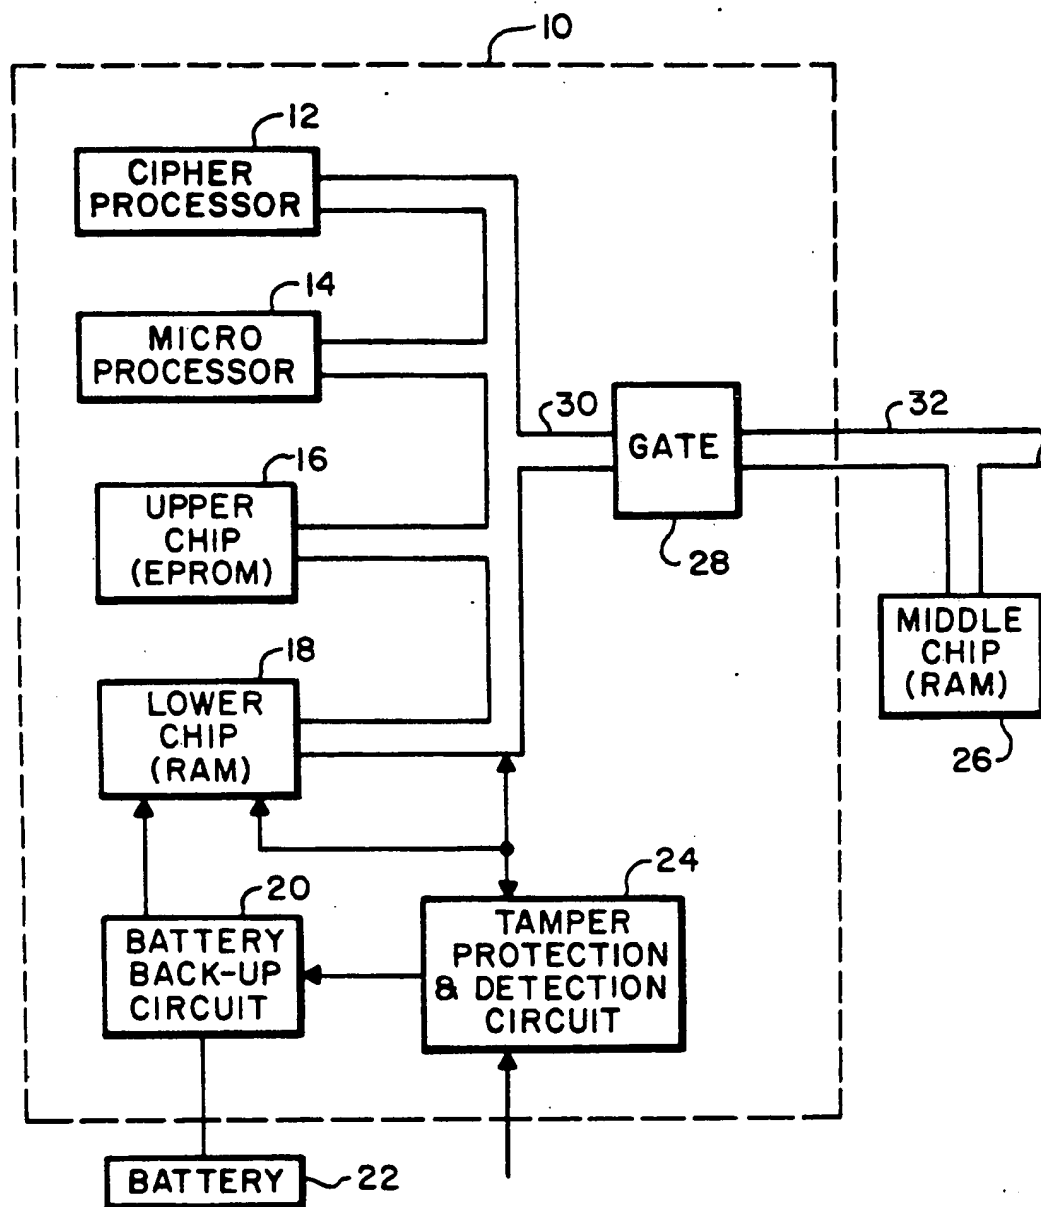 10
12
CIPHER
PROCESSOR
14
MICRO
PROCESSOR
30
GATE
28
32
16
UPPER
CHIP
(EPROM)
MIDDLE
CHIP
(RAM)
26
18
LOWER
CHIP
(RAM)
24
TAMPER
PROTECTION
& DETECTION
CIRCUIT
20
BATTERY
BACK-UP
CIRCUIT
BATTERY
22